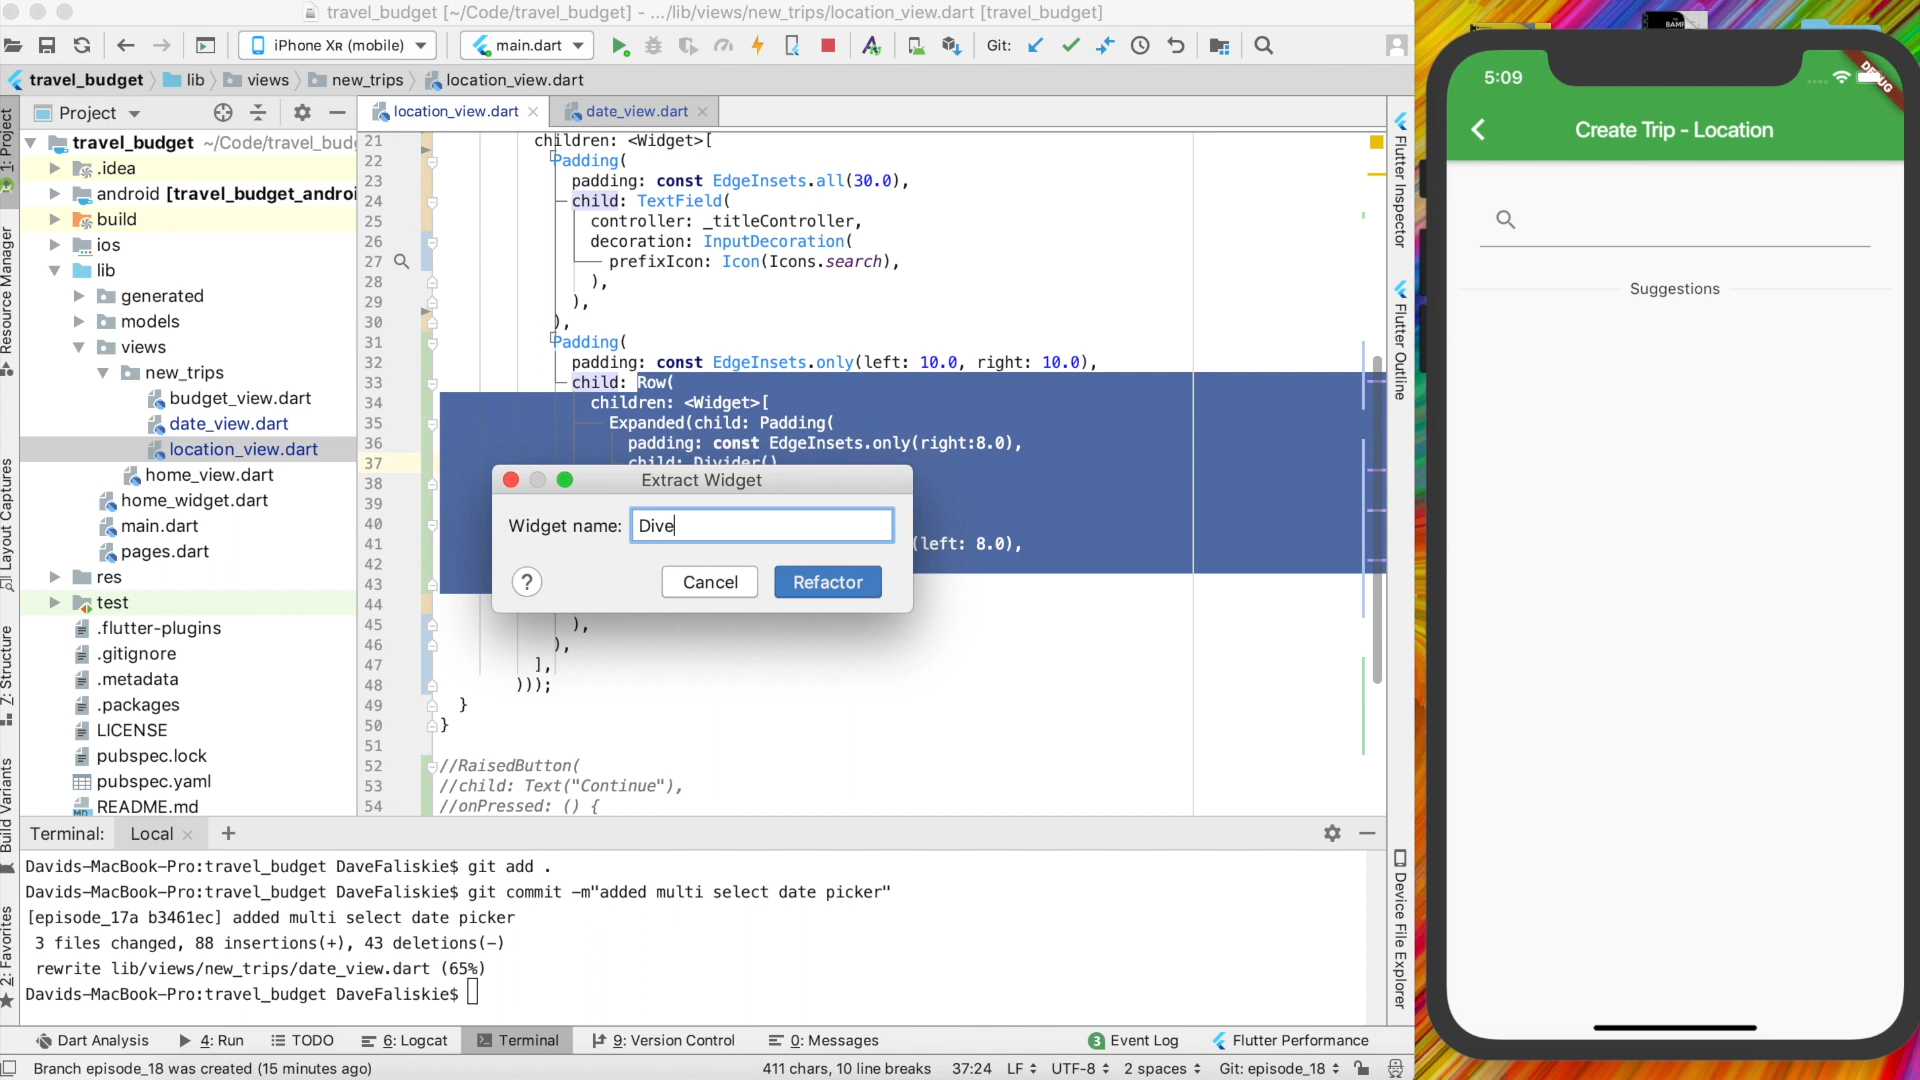 travel_budget [~/Code/travel_budget] - .../lib/views/new_trips/location_view.dart [travel_budget]
iPhone XR (mobile)
main.dart
Git:
travel_budget
lib
views
new_trips
location_view.dart
Project
location_view.dart
date_view.dart
1: Project
Resource Manager
Layout Captures
Z: Structure
Build Variants
2: Favorites
travel_budget ~/Code/travel_budg
.idea
android [travel_budget_androi
build
ios
lib
generated
models
views
new_trips
budget_view.dart
date_view.dart
location_view.dart
home_view.dart
home_widget.dart
main.dart
pages.dart
res
test
.flutter-plugins
.gitignore
.metadata
.packages
LICENSE
pubspec.lock
pubspec.yaml
README.md
21 children: <Widget>[
22 Padding(
23 padding: const EdgeInsets.all(30.0),
24 child: TextField(
25 controller: _titleController,
26 decoration: InputDecoration(
27 prefixIcon: Icon(Icons.search),
28 ),
29 ),
30 ),
31 Padding(
32 padding: const EdgeInsets.only(left: 10.0, right: 10.0),
33 child: Row(
34 children: <Widget>[
35 Expanded(child: Padding(
36 padding: const EdgeInsets.only(right:8.0),
37 child: Divider(),
38
39
40
41 (left: 8.0),
42
43
44
45 ),
46 ),
47 ],
48 )));
49 }
50 }
51
52 //RaisedButton(
53 //child: Text("Continue"),
54 //onPressed: () {
Extract Widget
Widget name: Dive
?
Cancel
Refactor
Flutter Inspector
Flutter Outline
Device File Explorer
Terminal:
Local
+
Davids-MacBook-Pro:travel_budget DaveFaliskie$ git add .
Davids-MacBook-Pro:travel_budget DaveFaliskie$ git commit -m"added multi select date picker"
[episode_17a b3461ec] added multi select date picker
3 files changed, 88 insertions(+), 43 deletions(-)
rewrite lib/views/new_trips/date_view.dart (65%)
Davids-MacBook-Pro:travel_budget DaveFaliskie$
Dart Analysis
4: Run
TODO
6: Logcat
Terminal
9: Version Control
0: Messages
3 Event Log
Flutter Performance
Branch episode_18 was created (15 minutes ago)
411 chars, 10 line breaks
37:24
LF
UTF-8
2 spaces
Git: episode_18
5:09
DEBUG
Create Trip - Location
Suggestions